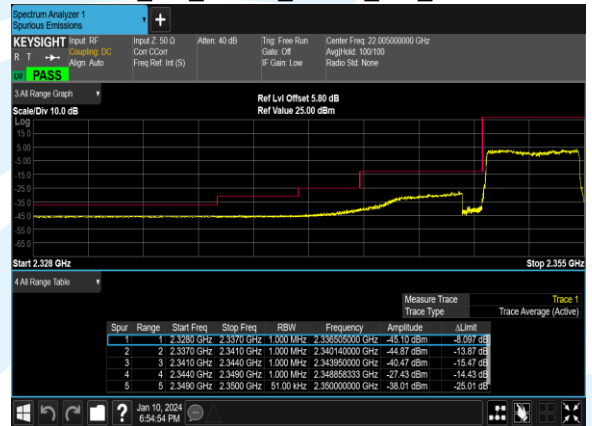 Spectrum Analyzer 1
Spurious Emissions
KEYSIGHT Input: RF Input Z: 50 Ω Atten: 40 dB Trig: Free Run Center Freq: 22.005000000 GHz
R T Coupling: DC Corr CCorr Gate: Off Avg|Hold: 100/100
Align: Auto Freq Ref: Int (S) IF Gain: Low Radio Std: None
PASS
3 All Range Graph
Ref Lvl Offset 5.80 dB
Scale/Div 10.0 dB Ref Value 25.00 dBm
Log
15.0
5.00
-5.00
-15.0
-25.0
-35.0
-45.0
-55.0
-65.0
Start 2.328 GHz Stop 2.355 GHz
4 All Range Table
Measure Trace Trace 1
Trace Type Trace Average (Active)
Spur Range Start Freq Stop Freq RBW Frequency Amplitude ΔLimit
1 1 2.3280 GHz 2.3370 GHz 1.000 MHz 2.336505000 GHz -45.10 dBm -8.097 dB
2 2 2.3370 GHz 2.3410 GHz 1.000 MHz 2.340140000 GHz -44.87 dBm -13.87 dB
3 3 2.3410 GHz 2.3440 GHz 1.000 MHz 2.343950000 GHz -40.47 dBm -15.47 dB
4 4 2.3440 GHz 2.3490 GHz 1.000 MHz 2.348858333 GHz -27.43 dBm -14.43 dB
5 5 2.3490 GHz 2.3500 GHz 51.00 kHz 2.350000000 GHz -38.01 dBm -25.01 dB
Jan 10, 2024
6:54:54 PM